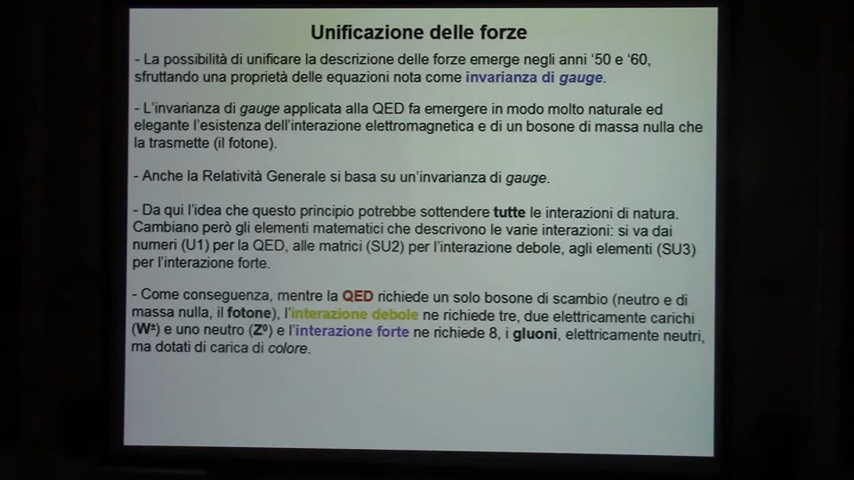 Unificazione delle forze
- La possibilità di unificare la descrizione delle forze emerge negli anni ‘50 e ‘60,
sfruttando una proprietà delle equazioni nota come invarianza di gauge.
- L’invarianza di gauge applicata alla QED fa emergere in modo molto naturale ed
elegante l’esistenza dell’interazione elettromagnetica e di un bosone di massa nulla che
la trasmette (il fotone).
- Anche la Relatività Generale si basa su un’invarianza di gauge.
- Da qui l’idea che questo principio potrebbe sottendere tutte le interazioni di natura.
Cambiano però gli elementi matematici che descrivono le varie interazioni: si va dai
numeri (U1) per la QED, alle matrici (SU2) per l’interazione debole, agli elementi (SU3)
per l’interazione forte.
- Come conseguenza, mentre la QED richiede un solo bosone di scambio (neutro e di
massa nulla, il fotone), l’interazione debole ne richiede tre, due elettricamente carichi
(W±) e uno neutro (Z⁰) e l’interazione forte ne richiede 8, i gluoni, elettricamente neutri,
ma dotati di carica di colore.